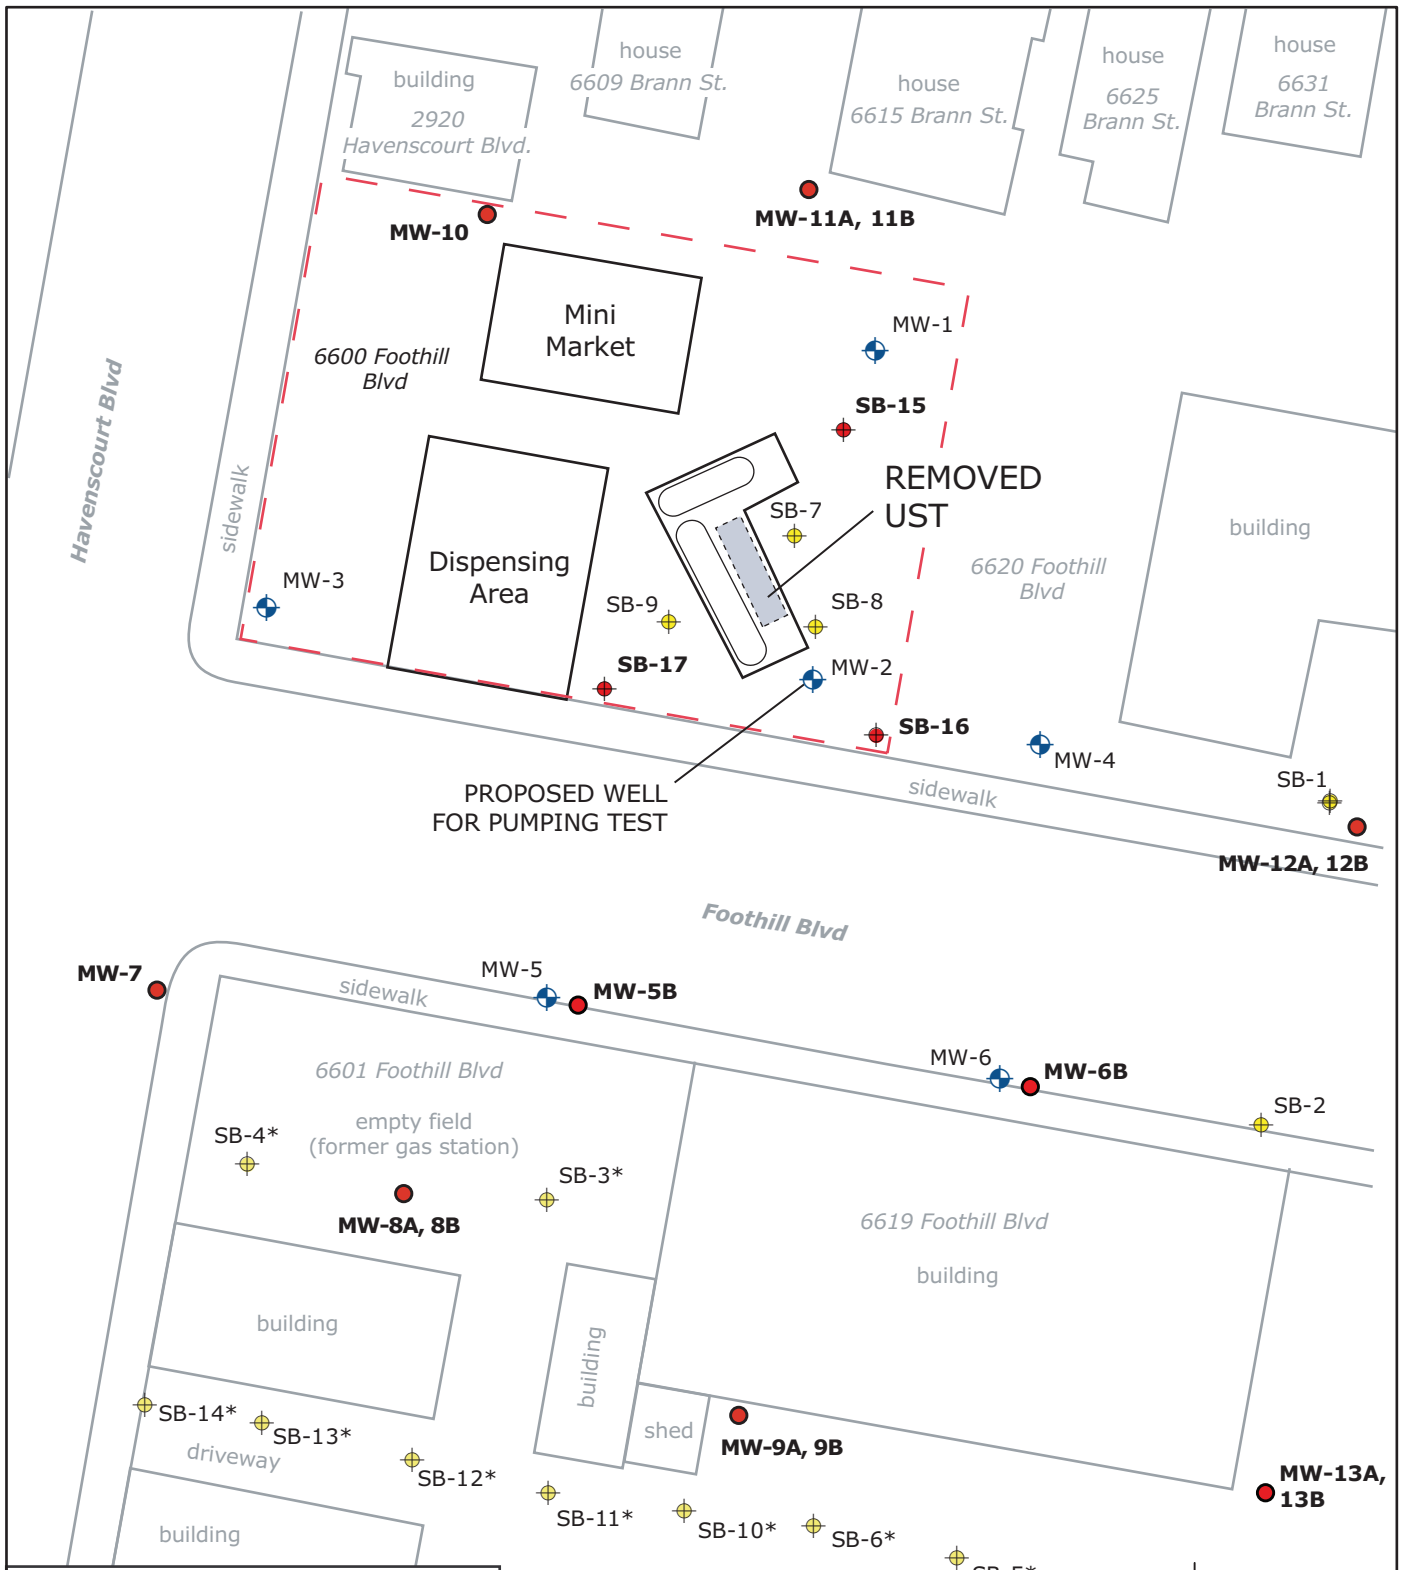 house
6609 Brann St.
building
2920
Havenscourt Blvd.
house
6615 Brann St.
house
6625
Brann St.
house
6631
Brann St.
MW-10
MW-11A, 11B
Mini
Market
MW-1
6600 Foothill
Blvd
Havenscourt Blvd
sidewalk
SB-15
REMOVED
UST
SB-7
building
Dispensing
Area
6620 Foothill
Blvd
MW-3
SB-9
SB-8
SB-17
MW-2
SB-16
MW-4
PROPOSED WELL
FOR PUMPING TEST
sidewalk
SB-1
MW-12A, 12B
Foothill Blvd
MW-7
MW-5
MW-5B
sidewalk
MW-6
MW-6B
6601 Foothill Blvd
empty field
(former gas station)
SB-2
SB-4*
SB-3*
MW-8A, 8B
6619 Foothill Blvd
building
building
building
SB-14*
SB-13*
driveway
shed
MW-9A, 9B
SB-12*
MW-13A,
13B
SB-11*
SB-10*
SB-6*
building
SB-5*